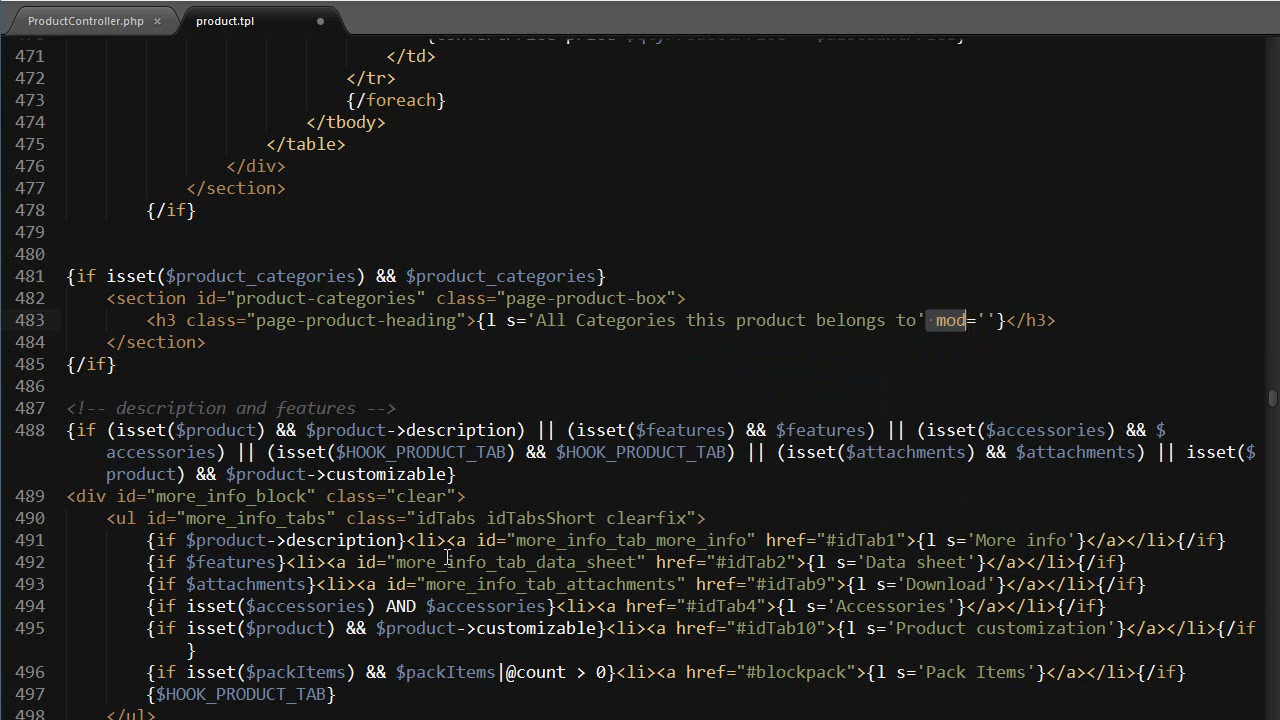 ProductController.php ×
product.tpl
471 </td>
472 </tr>
473 {/foreach}
474 </tbody>
475 </table>
476 </div>
477 </section>
478 {/if}
479
480
481 {if isset($product_categories) && $product_categories}
482 <section id="product-categories" class="page-product-box">
483 <h3 class="page-product-heading">{l s='All Categories this product belongs to' mod=''}</h3>
484 </section>
485 {/if}
486
487 <!-- description and features -->
488 {if (isset($product) && $product->description) || (isset($features) && $features) || (isset($accessories) && $
accessories) || (isset($HOOK_PRODUCT_TAB) && $HOOK_PRODUCT_TAB) || (isset($attachments) && $attachments) || isset($
product) && $product->customizable}
489 <div id="more_info_block" class="clear">
490 <ul id="more_info_tabs" class="idTabs idTabsShort clearfix">
491 {if $product->description}<li><a id="more_info_tab_more_info" href="#idTab1">{l s='More info'}</a></li>{/if}
492 {if $features}<li><a id="more_info_tab_data_sheet" href="#idTab2">{l s='Data sheet'}</a></li>{/if}
493 {if $attachments}<li><a id="more_info_tab_attachments" href="#idTab9">{l s='Download'}</a></li>{/if}
494 {if isset($accessories) AND $accessories}<li><a href="#idTab4">{l s='Accessories'}</a></li>{/if}
495 {if isset($product) && $product->customizable}<li><a href="#idTab10">{l s='Product customization'}</a></li>{/if
}
496 {if isset($packItems) && $packItems|@count > 0}<li><a href="#blockpack">{l s='Pack Items'}</a></li>{/if}
497 {$HOOK_PRODUCT_TAB}
498 </ul>